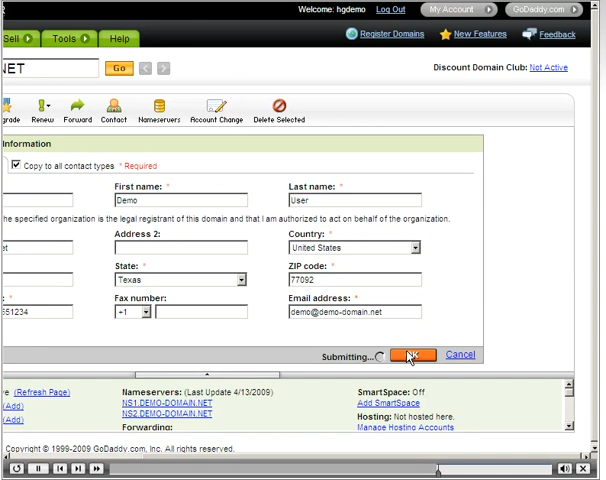 Welcome: hgdemo Log Out My Account GoDaddy.com
Sell Tools Help Register Domains New Features Feedback
NET Go Discount Domain Club: Not Active
grade Renew Forward Contact Nameservers Account Change Delete Selected
Information
Copy to all contact types * Required
First name: * Last name: *
Demo User
he specified organization is the legal registrant of this domain and that I am authorized to act on behalf of the organization.
Address 2: Country: *
et United States
State: * ZIP code: *
Texas 77092
* Fax number: Email address: *
551234 +1 demo@demo-domain.net
Submitting... Cancel
ve (Refresh Page) Nameservers: (Last Update 4/13/2009) SmartSpace: Off
(Add) NS1.DEMO-DOMAIN.NET Add SmartSpace
(Add) NS2.DEMO-DOMAIN.NET Hosting: Not hosted here.
Forwarding: Manage Hosting Accounts
Copyright © 1999-2009 GoDaddy.com, Inc. All rights reserved.